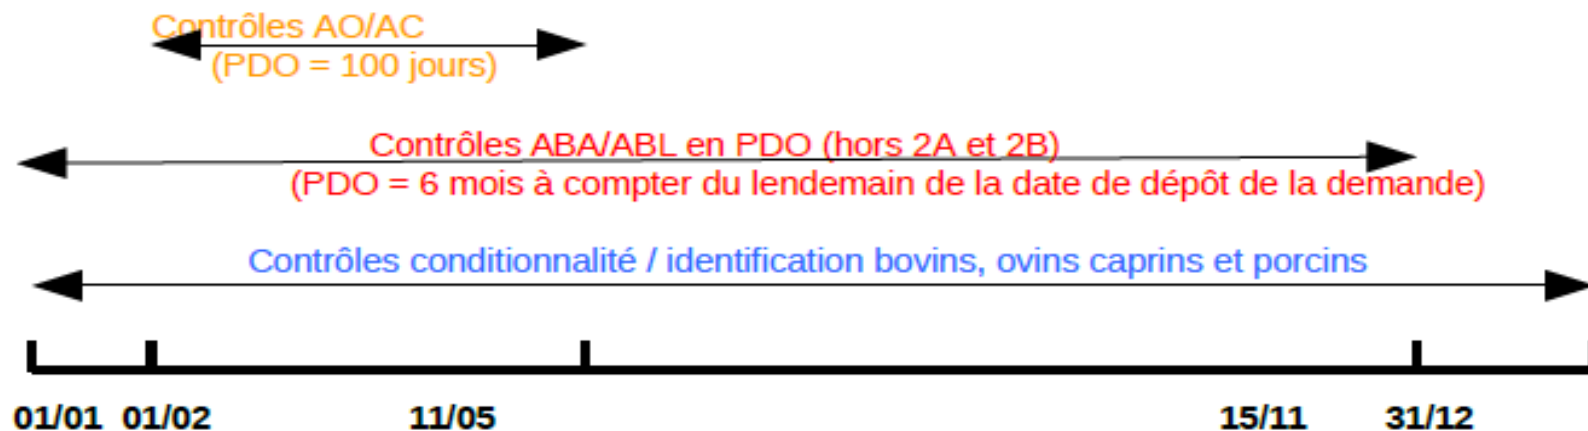 Contrôles AO/AC
(PDO = 100 jours)
Contrôles ABA/ABL en PDO (hors 2A et 2B)
(PDO = 6 mois à compter du lendemain de la date de dépôt de la demande)
Contrôles conditionnalité / identification bovins, ovins caprins et porcins
01/01 01/02 11/05 15/11 31/12